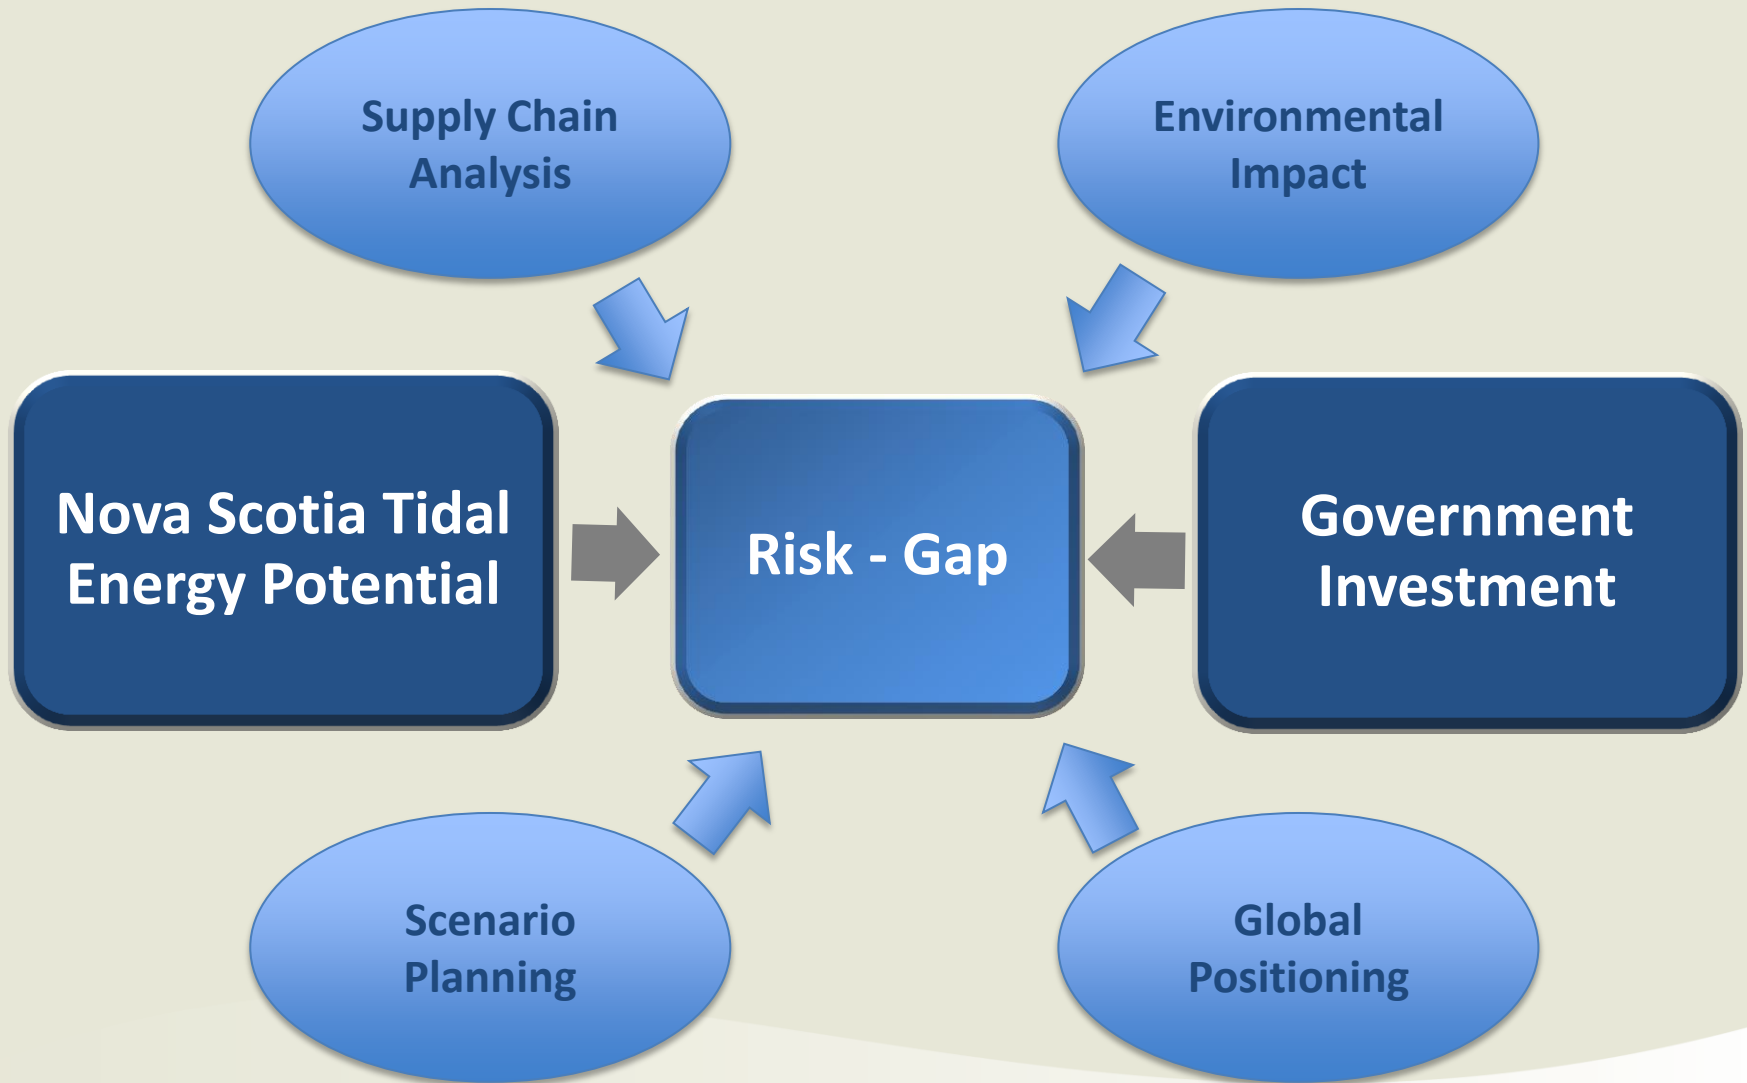 Supply Chain
Analysis
Environmental
Impact
Nova Scotia Tidal
Energy Potential
Risk - Gap
Government
Investment
Scenario
Planning
Global
Positioning